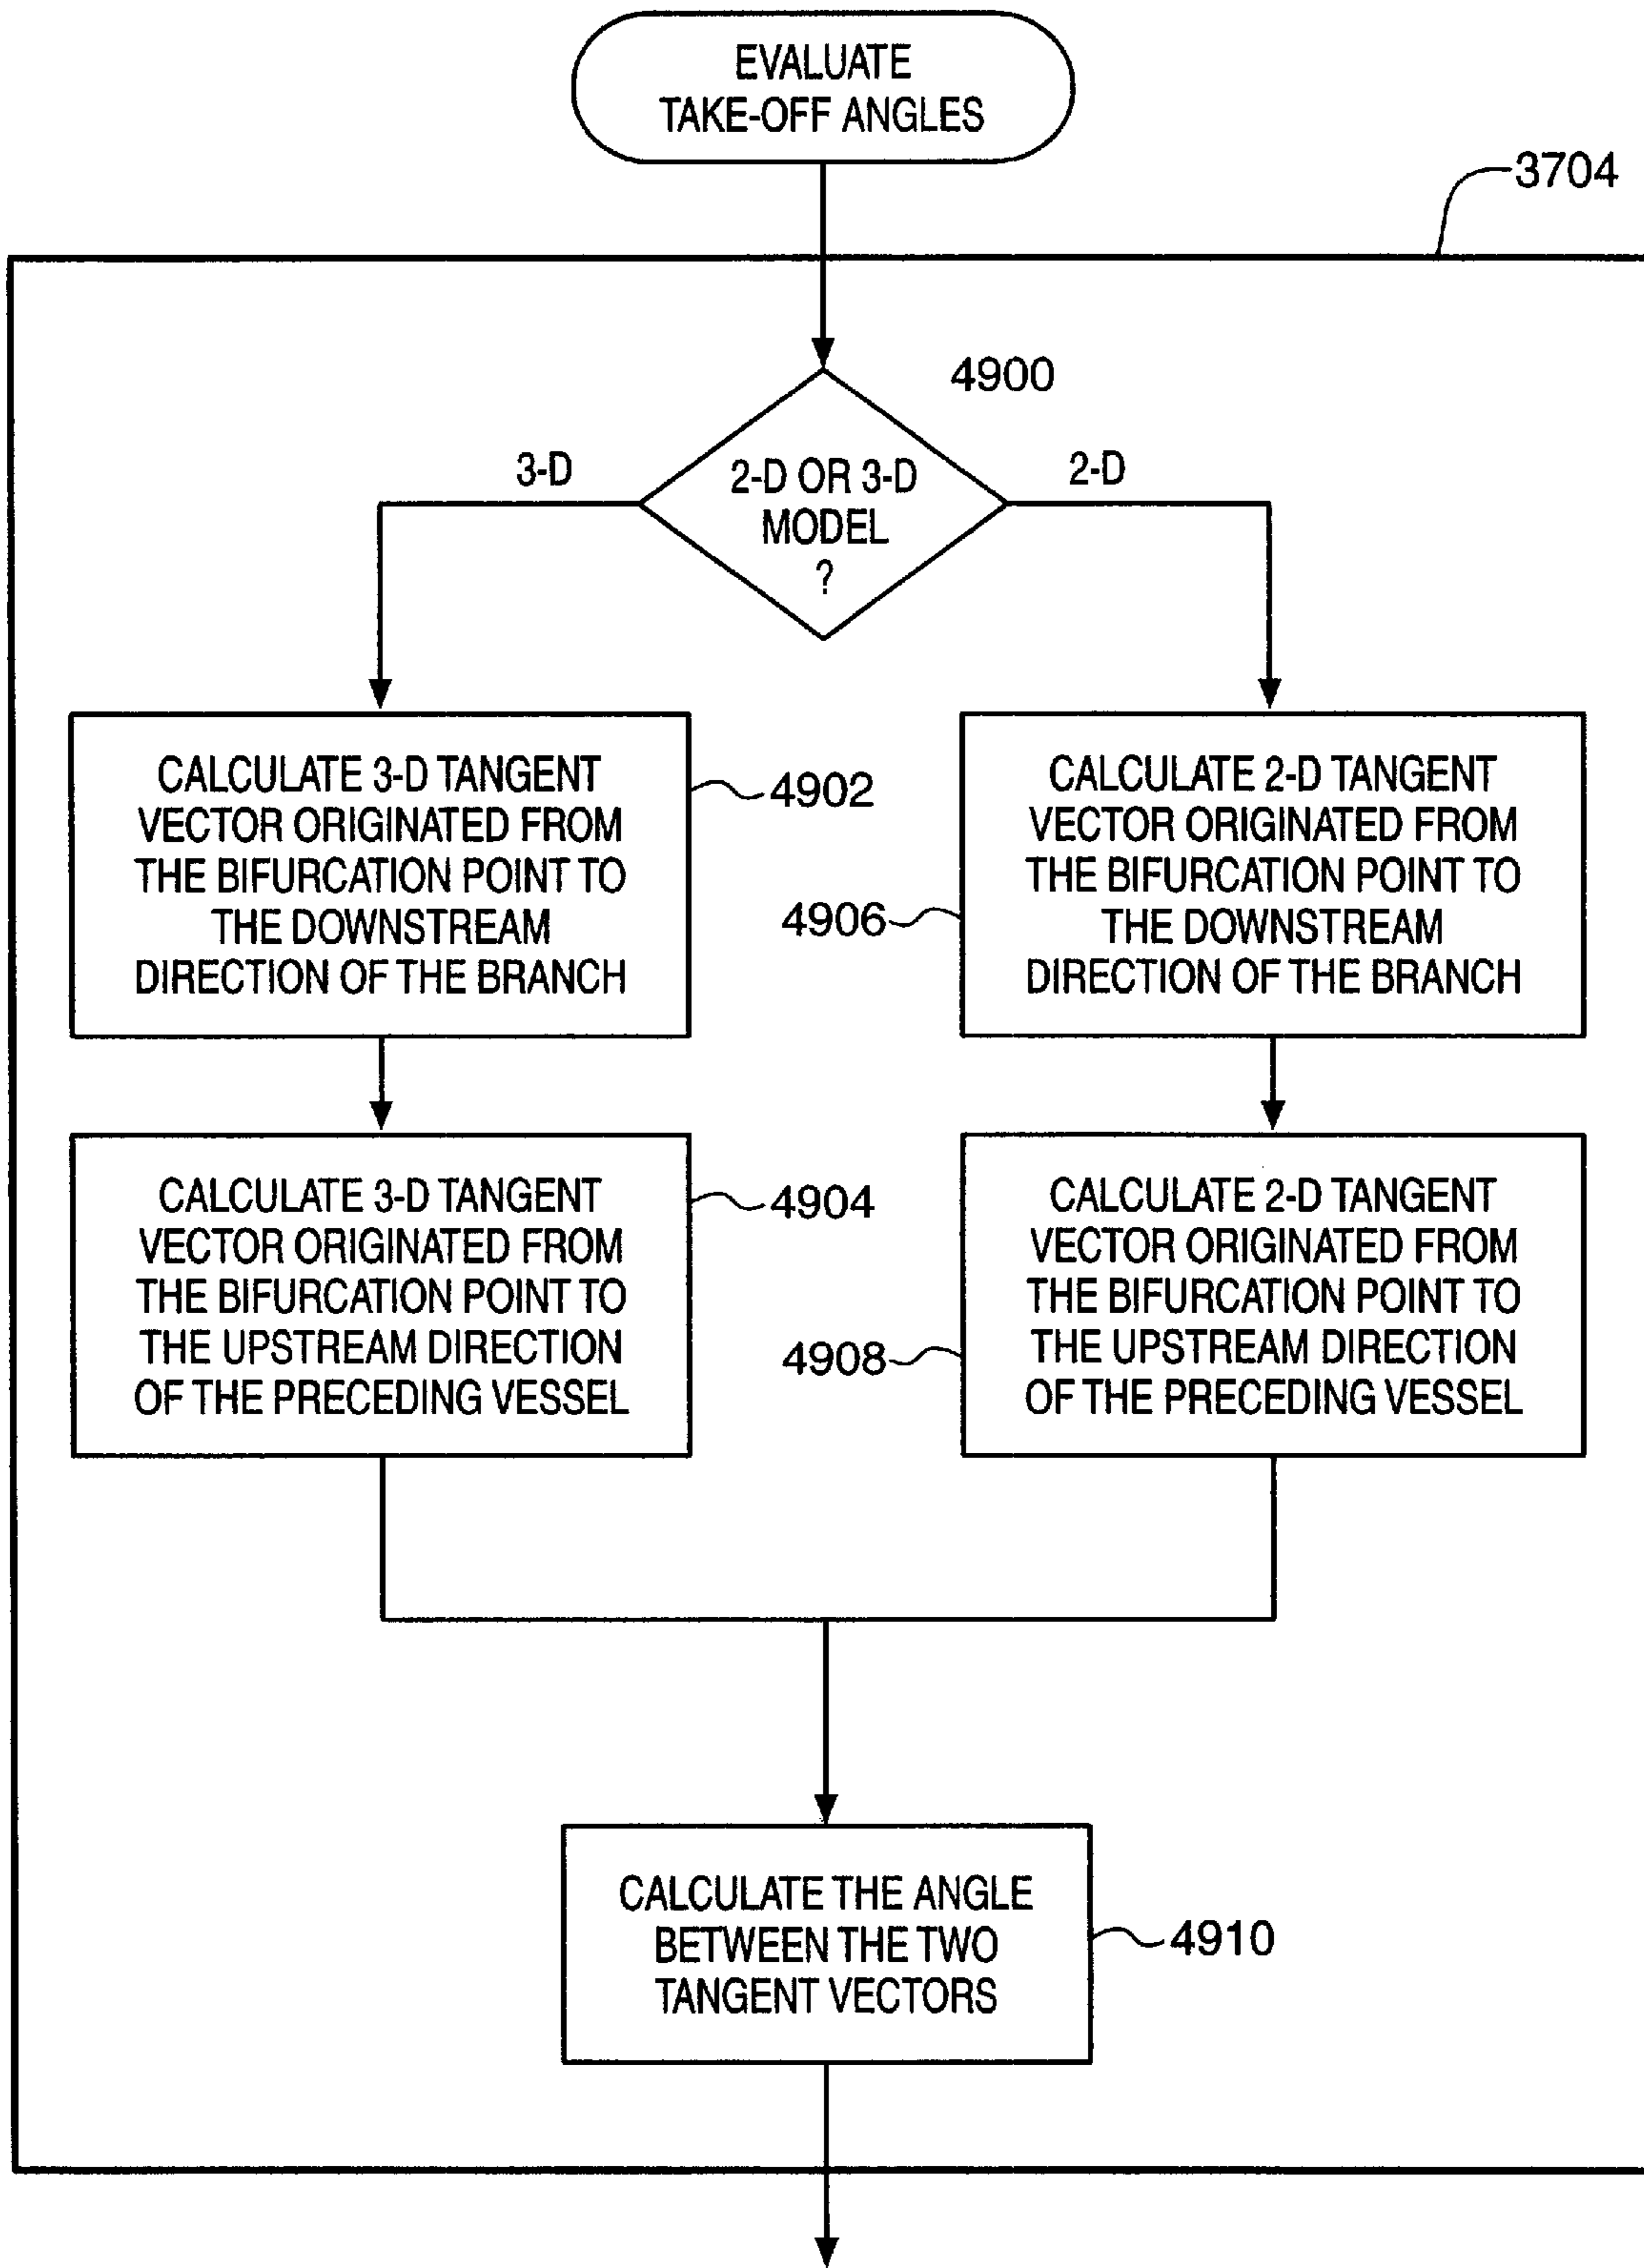 EVALUATE
TAKE-OFF ANGLES
3704
4900
3-D
2-D OR 3-D
MODEL
?
2-D
CALCULATE 3-D TANGENT
VECTOR ORIGINATED FROM
THE BIFURCATION POINT TO
THE DOWNSTREAM
DIRECTION OF THE BRANCH
4902
4906
CALCULATE 2-D TANGENT
VECTOR ORIGINATED FROM
THE BIFURCATION POINT TO
THE DOWNSTREAM
DIRECTION OF THE BRANCH
CALCULATE 3-D TANGENT
VECTOR ORIGINATED FROM
THE BIFURCATION POINT TO
THE UPSTREAM DIRECTION
OF THE PRECEDING VESSEL
4904
4908
CALCULATE 2-D TANGENT
VECTOR ORIGINATED FROM
THE BIFURCATION POINT TO
THE UPSTREAM DIRECTION
OF THE PRECEDING VESSEL
CALCULATE THE ANGLE
BETWEEN THE TWO
TANGENT VECTORS
4910